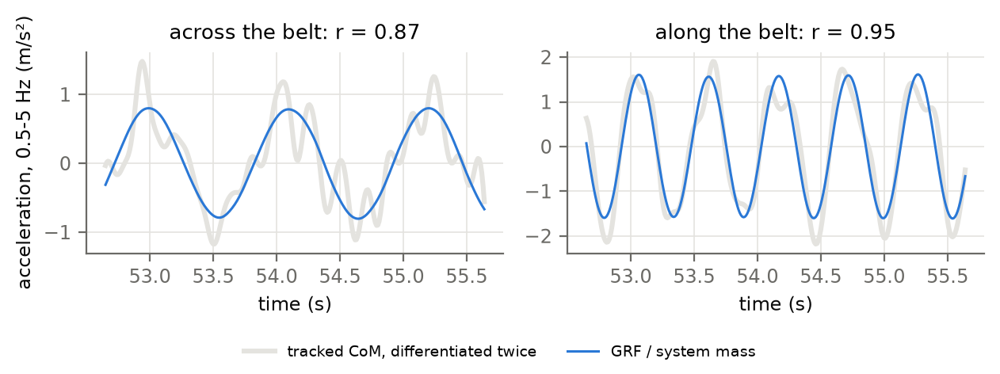 across the belt: r = 0.87
along the belt: r = 0.95
acceleration, 0.5-5 Hz (m/s²)
1
0
−1
2
1
0
−1
−2
53.0 53.5 54.0 54.5 55.0 55.5
53.0 53.5 54.0 54.5 55.0 55.5
time (s)
time (s)
tracked CoM, differentiated twice
GRF / system mass